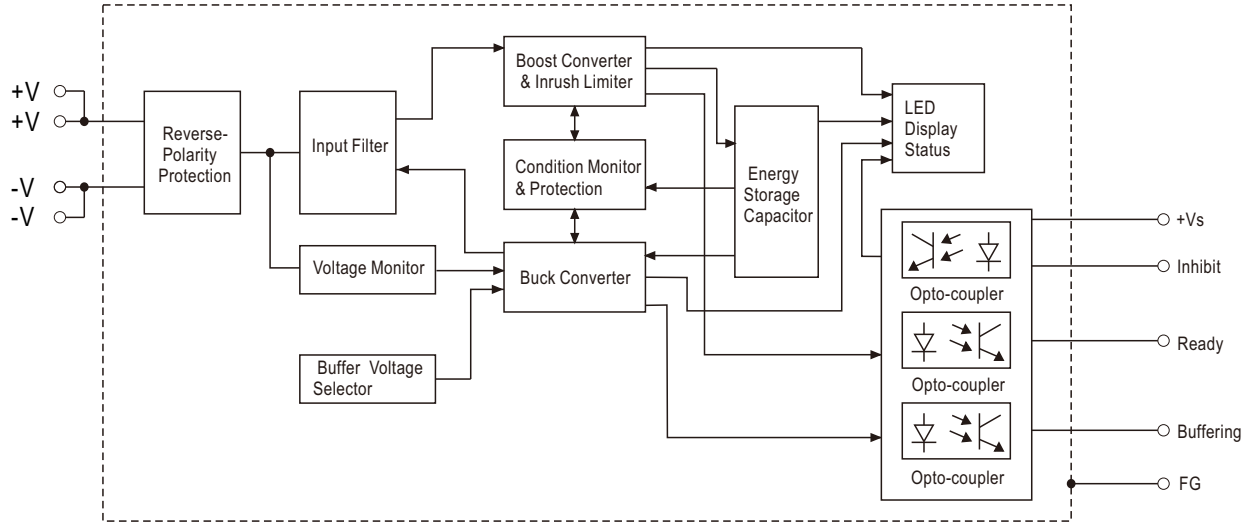 +V
+V
-V
-V
Reverse-
Polarity
Protection
Input Filter
Voltage Monitor
Buffer Voltage
Selector
Boost Converter
& Inrush Limiter
Condition Monitor
& Protection
Buck Converter
Energy
Storage
Capacitor
LED
Display
Status
Opto-coupler
Opto-coupler
Opto-coupler
+Vs
Inhibit
Ready
Buffering
FG